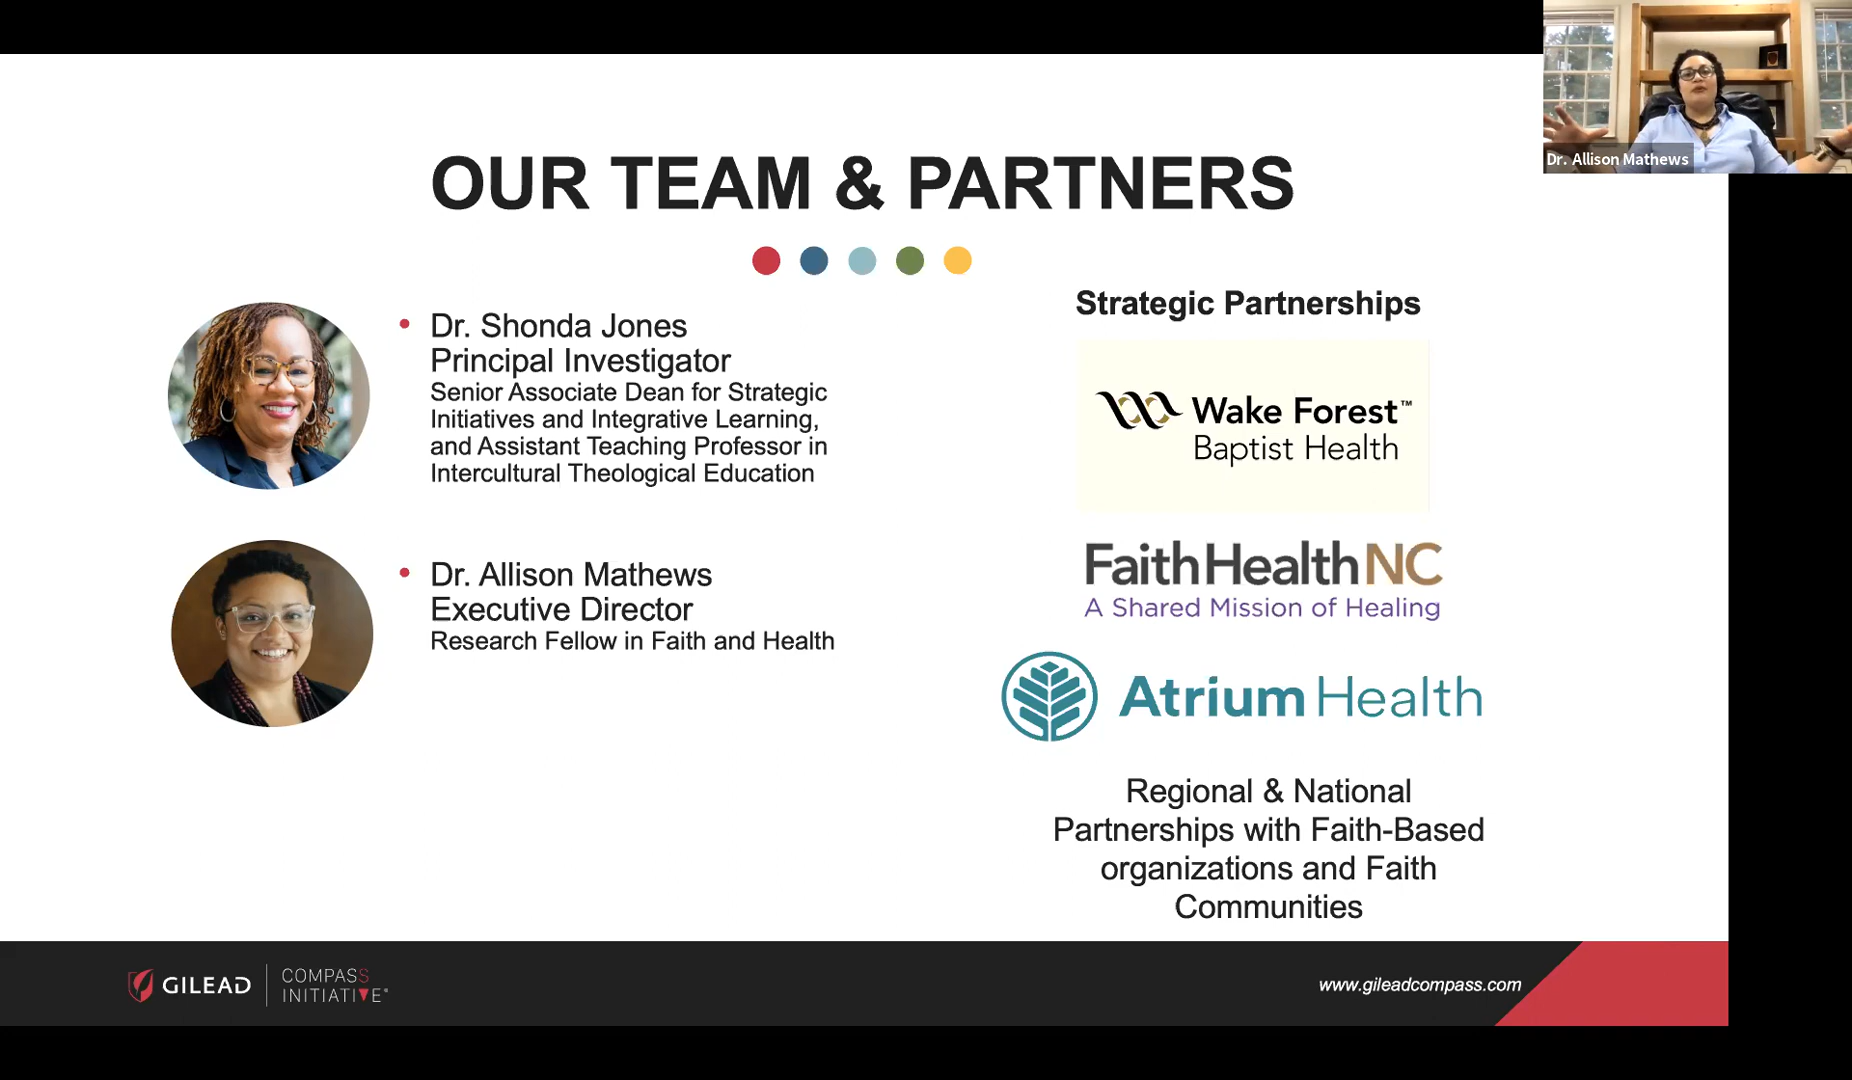 Dr. Allison Mathews
OUR TEAM & PARTNERS
Dr. Shonda Jones
Principal Investigator
Senior Associate Dean for Strategic
Initiatives and Integrative Learning,
and Assistant Teaching Professor in
Intercultural Theological Education
Dr. Allison Mathews
Executive Director
Research Fellow in Faith and Health
Strategic Partnerships
Wake Forest™
Baptist Health
FaithHealthNC
A Shared Mission of Healing
Atrium Health
Regional & National
Partnerships with Faith-Based
organizations and Faith
Communities
GILEAD
COMPASS
INITIATIVE®
www.gileadcompass.com